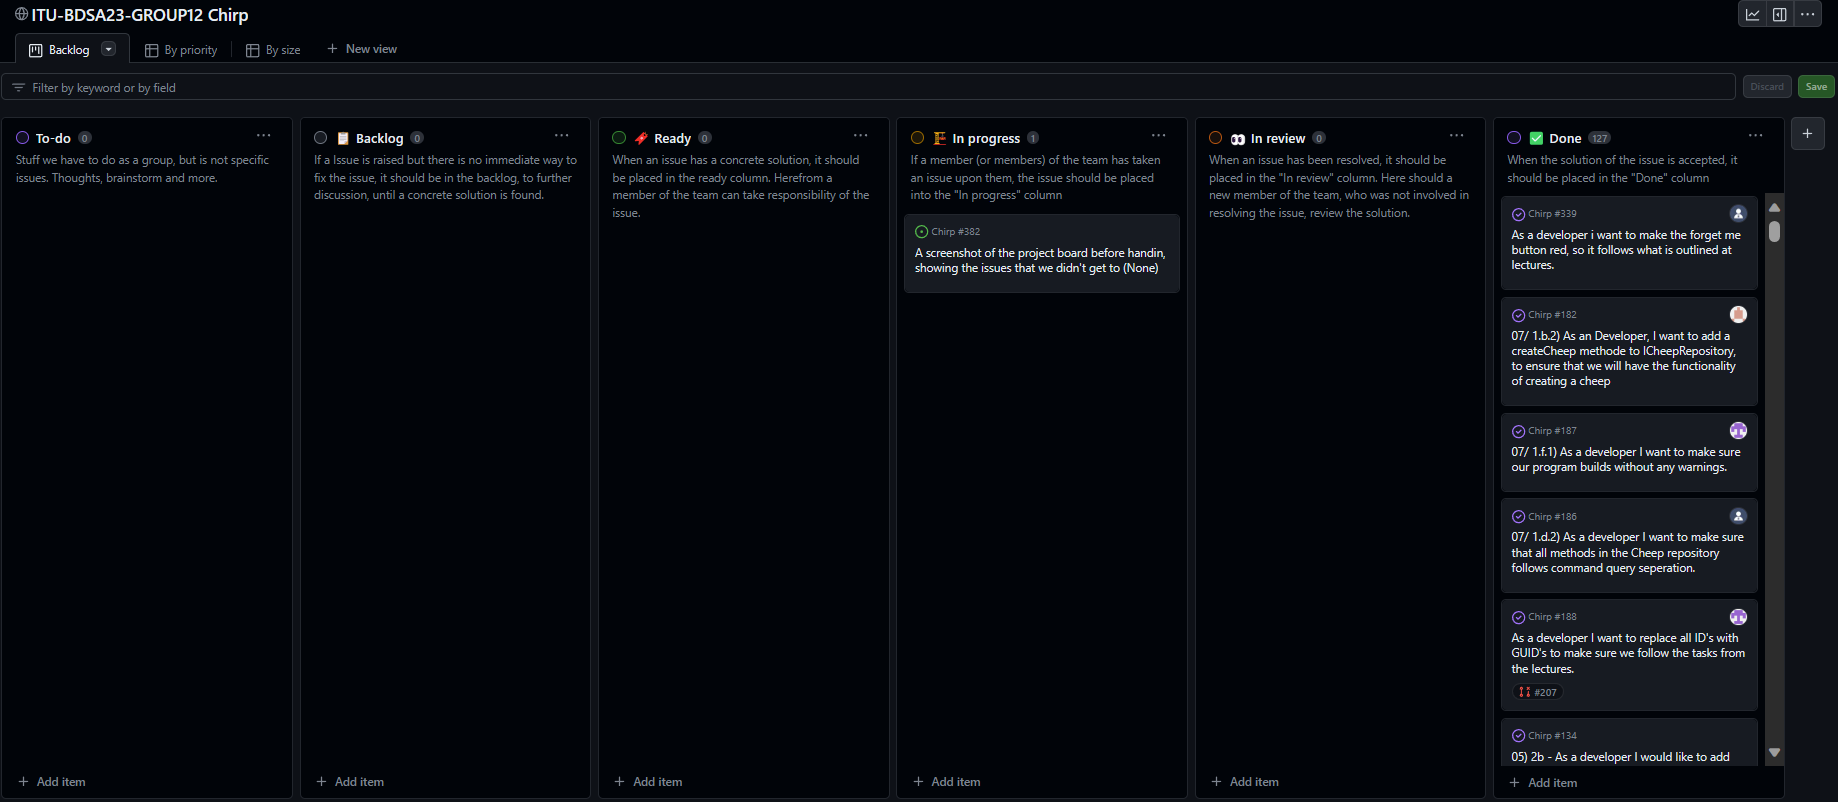 ITU-BDSA23-GROUP12 Chirp
Backlog
By priority
By size
New view
Filter by keyword or by field
Discard
Save
To-do 0
Stuff we have to do as a group, but is not specific
issues. Thoughts, brainstorm and more.
Add item
Backlog 0
If a Issue is raised but there is no immediate way to
fix the issue, it should be in the backlog, to further
discussion, until a concrete solution is found.
Add item
Ready 0
When an issue has a concrete solution, it should
be placed in the ready column. Herefrom a
member of the team can take responsibility of the
issue.
Add item
In progress 1
If a member (or members) of the team has taken
an issue upon them, the issue should be placed
into the "In progress" column
Chirp #382
A screenshot of the project board before handin,
showing the issues that we didn't get to (None)
Add item
In review 0
When an issue has been resolved, it should be
placed in the "In review" column. Here should a
new member of the team, who was not involved in
resolving the issue, review the solution.
Add item
Done 127
When the solution of the issue is accepted, it
should be placed in the "Done" column
Chirp #339
As a developer i want to make the forget me
button red, so it follows what is outlined at
lectures.
Chirp #182
07/ 1.b.2) As an Developer, I want to add a
createCheep methode to ICheepRepository,
to ensure that we will have the functionality
of creating a cheep
Chirp #187
07/ 1.f.1) As a developer I want to make sure
our program builds without any warnings.
Chirp #186
07/ 1.d.2) As a developer I want to make sure
that all methods in the Cheep repository
follows command query seperation.
Chirp #188
As a developer I want to replace all ID's with
GUID's to make sure we follow the tasks from
the lectures.
#207
Chirp #134
05) 2b - As a developer I would like to add
Add item